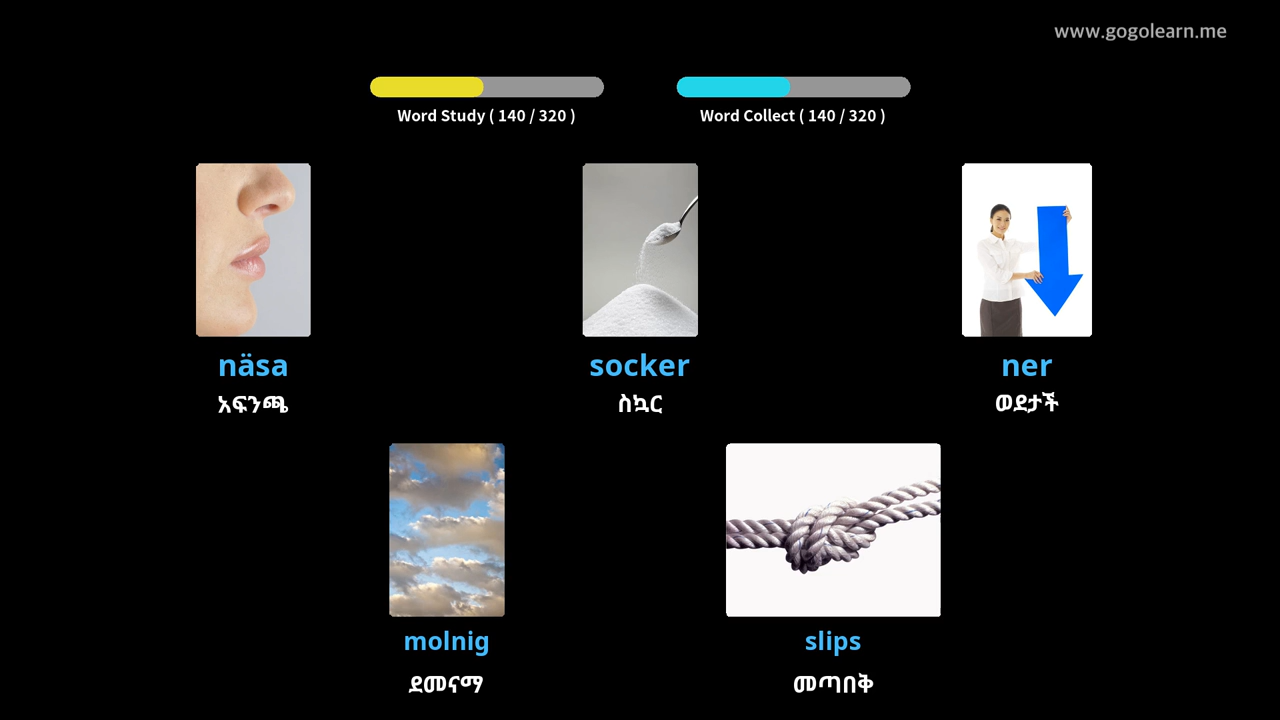 www.gogolearn.me
Word Study ( 140 / 320 )
Word Collect ( 140 / 320 )
näsa
አፍንጫ
socker
ስኳር
ner
ወደታች
molnig
ደመናማ
slips
መጣበቅ